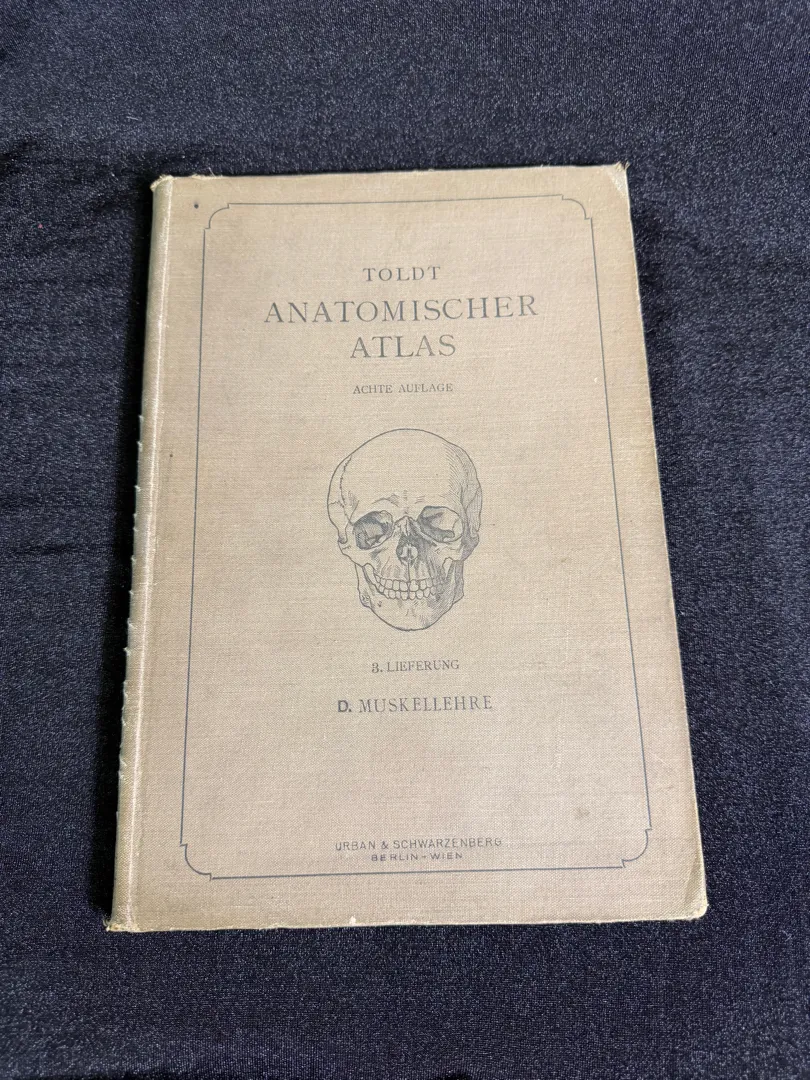 TOLDT
ANATOMISCHER
ATLAS
ACHTE AUFLAGE
3. LIEFERUNG
D. MUSKELLEHRE
URBAN & SCHWARZENBERG
BERLIN-WIEN